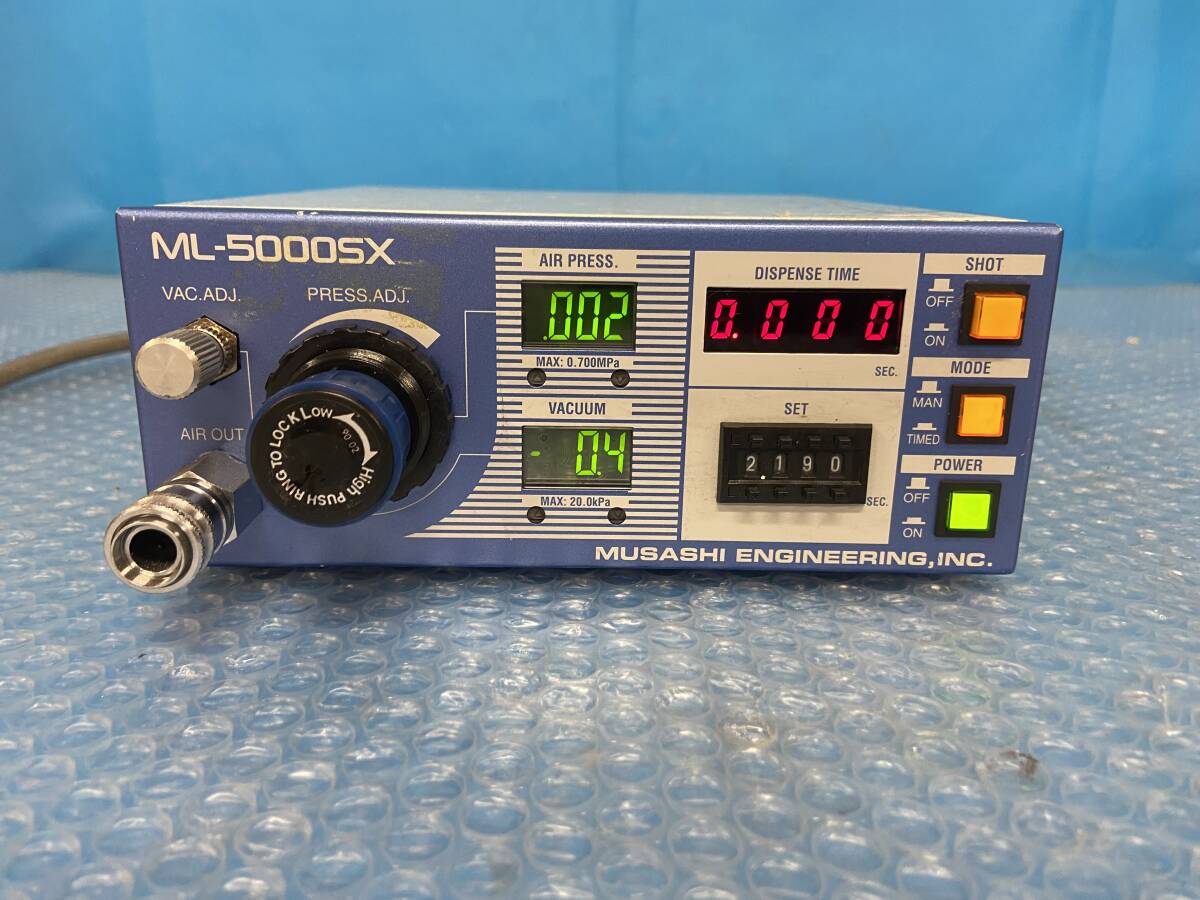 ML-5000SX
VAC.ADJ.
PRESS.ADJ.
AIR OUT
PUSH RING TO LOCK Low High
90 02
AIR PRESS.
.002
MAX: 0.700MPa
VACUUM
- 0.4
MAX: 20.0kPa
DISPENSE TIME
0.000
SEC.
SET
2190
SEC.
SHOT
OFF
ON
MODE
MAN
TIMED
POWER
OFF
ON
MUSASHI ENGINEERING,INC.